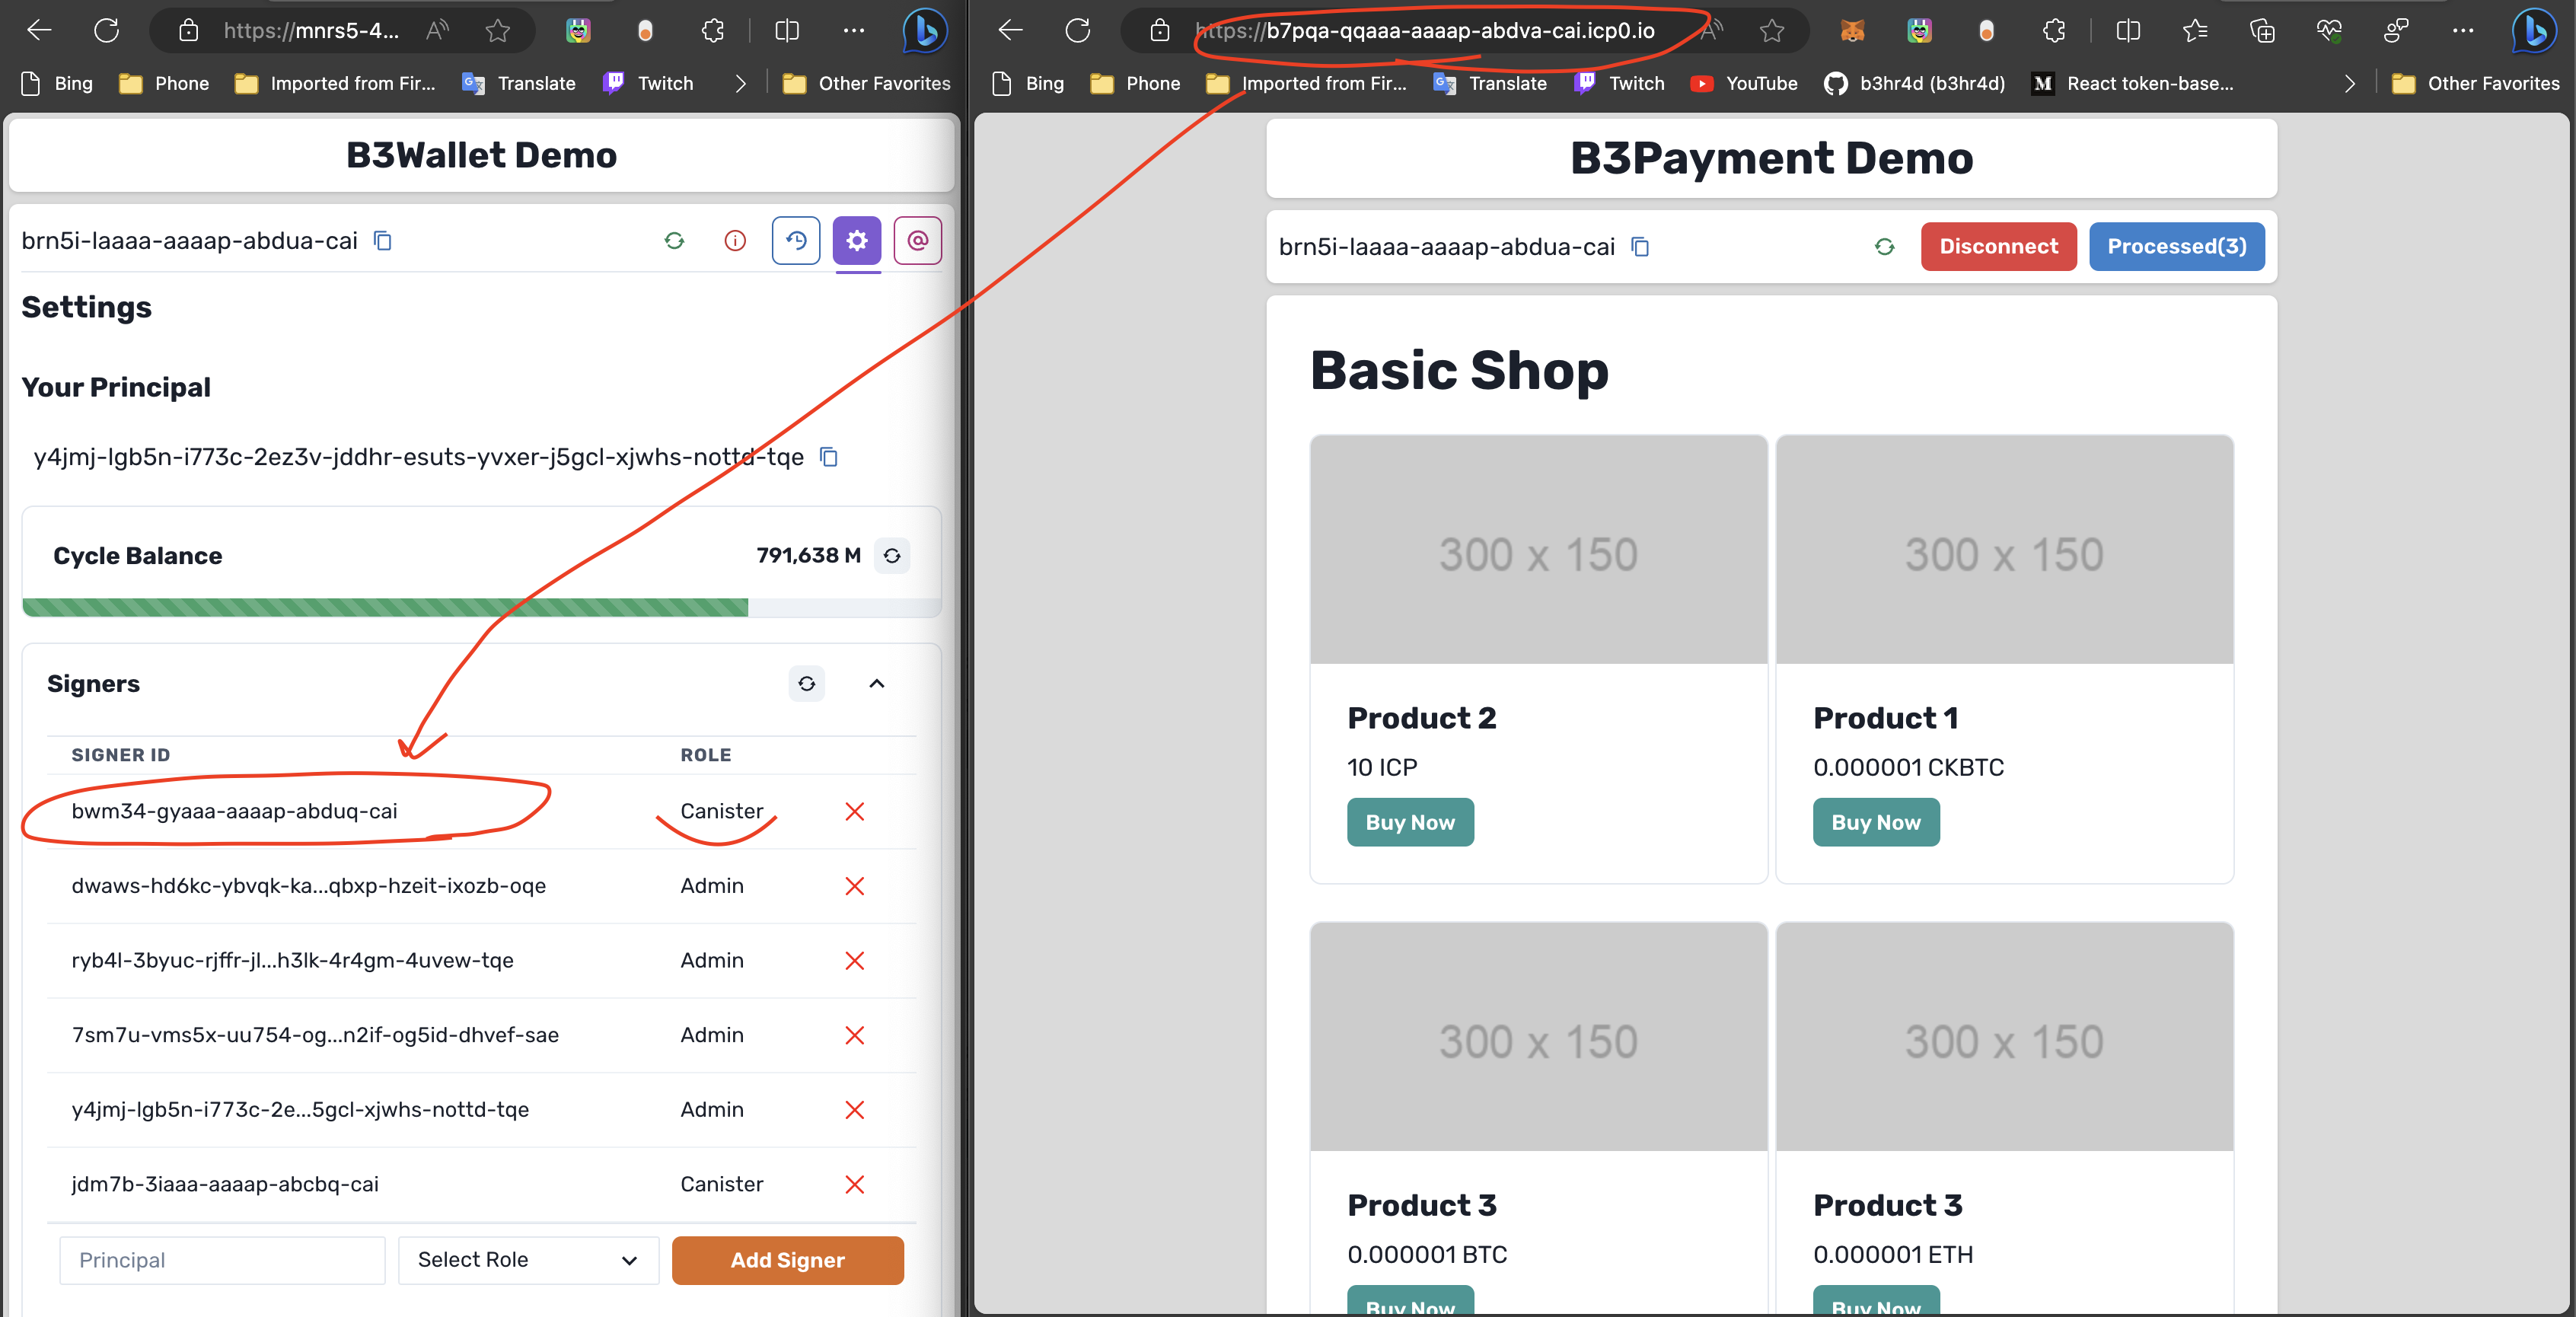 https://mnrs5-4...
Bing
Phone
Imported from Fir...
Translate
Twitch
Other Favorites
B3Wallet Demo
brn5i-laaaa-aaaap-abdua-cai
@
Settings
Your Principal
y4jmj-lgb5n-i773c-2ez3v-jddhr-esuts-yvxer-j5gcl-xjwhs-nottd-tqe
Cycle Balance
791,638 M
Signers
SIGNER ID ROLE
bwm34-gyaaa-aaaap-abduq-cai Canister
dwaws-hd6kc-ybvqk-ka...qbxp-hzeit-ixozb-oqe Admin
ryb4l-3byuc-rjffr-jl...h3lk-4r4gm-4uvew-tqe Admin
7sm7u-vms5x-uu754-og...n2if-og5id-dhvef-sae Admin
y4jmj-lgb5n-i773c-2e...5gcl-xjwhs-nottd-tqe Admin
jdm7b-3iaaa-aaaap-abcbq-cai Canister
Principal
Select Role
Add Signer
https://b7pqa-qqaaa-aaaap-abdva-cai.icp0.io
Bing
Phone
Imported from Fir...
Translate
Twitch
YouTube
b3hr4d (b3hr4d)
M React token-base...
Other Favorites
B3Payment Demo
brn5i-laaaa-aaaap-abdua-cai
Disconnect
Processed(3)
Basic Shop
300 x 150
Product 2
10 ICP
Buy Now
300 x 150
Product 1
0.000001 CKBTC
Buy Now
300 x 150
Product 3
0.000001 BTC
Buy Now
300 x 150
Product 3
0.000001 ETH
Buy Now